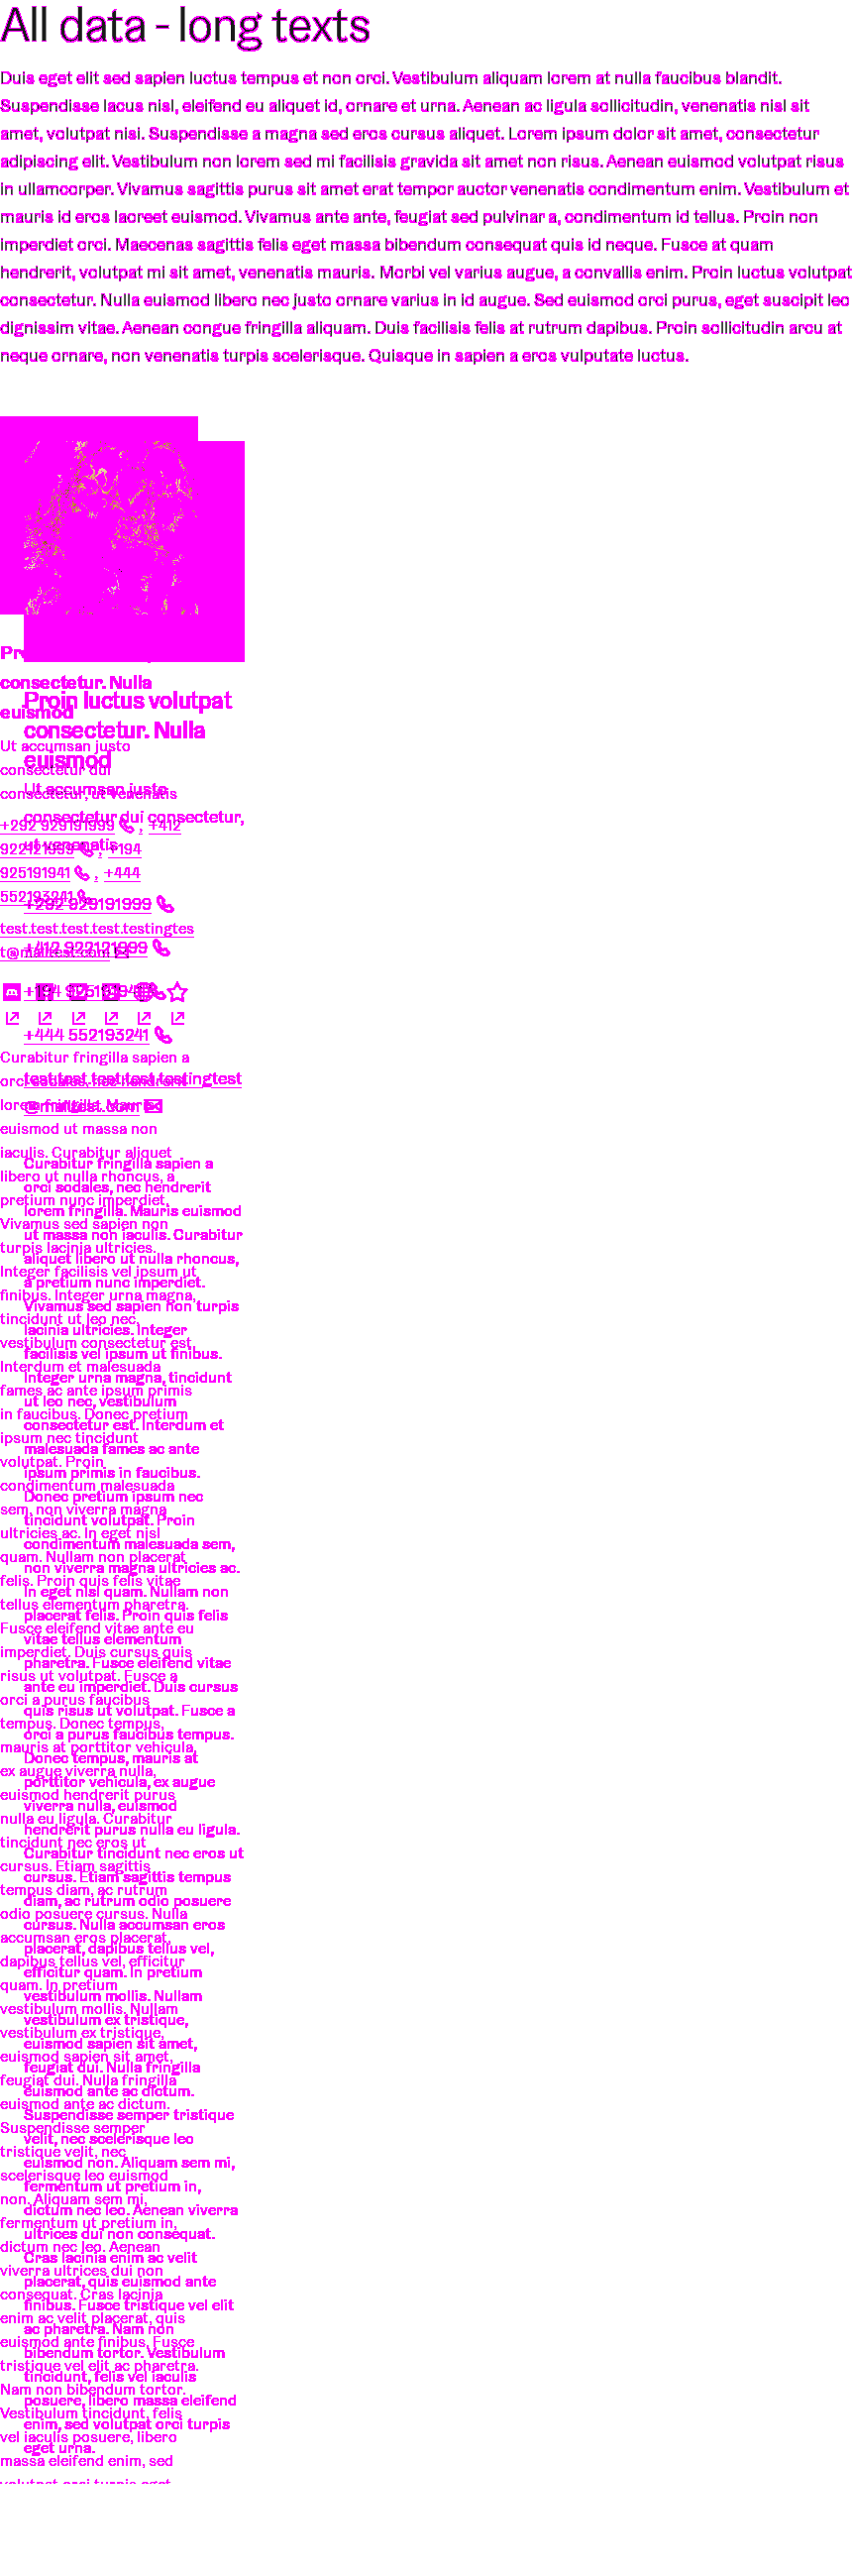 All data - long texts
Duis eget elit sed sapien luctus tempus et non orci. Vestibulum aliquam lorem at nulla faucibus blandit.
Suspendisse lacus nisl, eleifend eu aliquet id, ornare et urna. Aenean ac ligula sollicitudin, venenatis nisi sit
amet, volutpat nisi. Suspendisse a magna sed eros cursus aliquet. Lorem ipsum dolor sit amet, consectetur
adipiscing elit. Vestibulum non lorem sed mi facilisis gravida sit amet non risus. Aenean euismod volutpat risus
in ullamcorper. Vivamus sagittis purus sit amet erat tempor auctor venenatis condimentum enim. Vestibulum et
mauris id eros laoreet euismod. Vivamus ante ante, feugiat sed pulvinar a, condimentum id tellus. Proin non
imperdiet orci. Maecenas sagittis felis eget massa bibendum consequat quis id neque. Fusce at quam
hendrerit, volutpat mi sit amet, venenatis mauris. Morbi vel varius augue, a convallis enim. Proin luctus volutpat
consectetur. Nulla euismod libero nec justo ornare varius in id augue. Sed euismod orci purus, eget suscipit leo
dignissim vitae. Aenean congue fringilla aliquam. Duis facilisis felis at rutrum dapibus. Proin sollicitudin arcu at
neque ornare, non venenatis turpis scelerisque. Quisque in sapien a eros vulputate luctus.
consectetur. Nulla
euismod
Ut accumsan justo
consectetur dui
consectetur, ut venenatis
+292 929191999 , +412
922121999 , +194
925191941 , +444
552193241
test.test.test.test.testingtes
t@mailtest.com
Curabitur fringilla sapien a
orci sodales, nec hendrerit
lorem fringilla. Mauris
euismod ut massa non
iaculis. Curabitur aliquet
libero ut nulla rhoncus, a
pretium nunc imperdiet.
Vivamus sed sapien non
turpis lacinia ultricies.
Integer facilisis vel ipsum ut
finibus. Integer urna magna,
tincidunt ut leo nec,
vestibulum consectetur est.
Interdum et malesuada
fames ac ante ipsum primis
in faucibus. Donec pretium
ipsum nec tincidunt
volutpat. Proin
condimentum malesuada
sem, non viverra magna
ultricies ac. In eget nisl
quam. Nullam non placerat
felis. Proin quis felis vitae
tellus elementum pharetra.
Fusce eleifend vitae ante eu
imperdiet. Duis cursus quis
risus ut volutpat. Fusce a
orci a purus faucibus
tempus. Donec tempus,
mauris at porttitor vehicula,
ex augue viverra nulla,
euismod hendrerit purus
nulla eu ligula. Curabitur
tincidunt nec eros ut
cursus. Etiam sagittis
tempus diam, ac rutrum
odio posuere cursus. Nulla
accumsan eros placerat,
dapibus tellus vel, efficitur
quam. In pretium
vestibulum mollis. Nullam
vestibulum ex tristique,
euismod sapien sit amet,
feugiat dui. Nulla fringilla
euismod ante ac dictum.
Suspendisse semper
tristique velit, nec
scelerisque leo euismod
non. Aliquam sem mi,
fermentum ut pretium in,
dictum nec leo. Aenean
viverra ultrices dui non
consequat. Cras lacinia
enim ac velit placerat, quis
euismod ante finibus. Fusce
tristique vel elit ac pharetra.
Nam non bibendum tortor.
Vestibulum tincidunt, felis
vel iaculis posuere, libero
massa eleifend enim, sed
volutpat orci turpis eget
Proin luctus volutpat
consectetur. Nulla
euismod
Ut accumsan justo
consectetur dui consectetur,
ut venenatis
+292 929191999
+412 922121999
+194 925191941
+444 552193241
test.test.test.test.testingtest
@mailtest.com
Curabitur fringilla sapien a
orci sodales, nec hendrerit
lorem fringilla. Mauris euismod
ut massa non iaculis. Curabitur
aliquet libero ut nulla rhoncus,
a pretium nunc imperdiet.
Vivamus sed sapien non turpis
lacinia ultricies. Integer
facilisis vel ipsum ut finibus.
Integer urna magna, tincidunt
ut leo nec, vestibulum
consectetur est. Interdum et
malesuada fames ac ante
ipsum primis in faucibus.
Donec pretium ipsum nec
tincidunt volutpat. Proin
condimentum malesuada sem,
non viverra magna ultricies ac.
In eget nisl quam. Nullam non
placerat felis. Proin quis felis
vitae tellus elementum
pharetra. Fusce eleifend vitae
ante eu imperdiet. Duis cursus
quis risus ut volutpat. Fusce a
orci a purus faucibus tempus.
Donec tempus, mauris at
porttitor vehicula, ex augue
viverra nulla, euismod
hendrerit purus nulla eu ligula.
Curabitur tincidunt nec eros ut
cursus. Etiam sagittis tempus
diam, ac rutrum odio posuere
cursus. Nulla accumsan eros
placerat, dapibus tellus vel,
efficitur quam. In pretium
vestibulum mollis. Nullam
vestibulum ex tristique,
euismod sapien sit amet,
feugiat dui. Nulla fringilla
euismod ante ac dictum.
Suspendisse semper tristique
velit, nec scelerisque leo
euismod non. Aliquam sem mi,
fermentum ut pretium in,
dictum nec leo. Aenean viverra
ultrices dui non consequat.
Cras lacinia enim ac velit
placerat, quis euismod ante
finibus. Fusce tristique vel elit
ac pharetra. Nam non
bibendum tortor. Vestibulum
tincidunt, felis vel iaculis
posuere, libero massa eleifend
enim, sed volutpat orci turpis
eget urna.